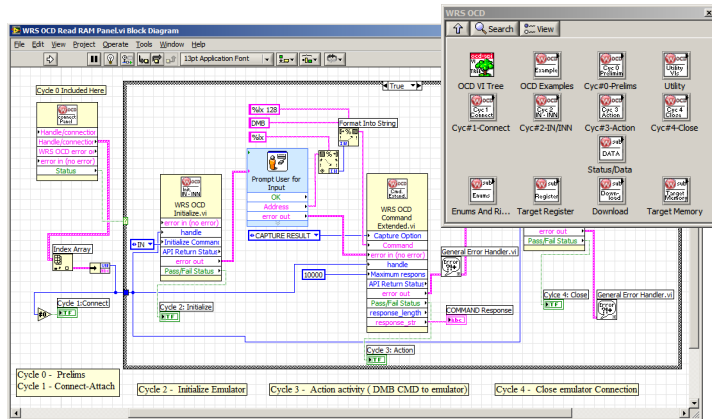 WRS OCD Read RAM Panel.vi Block Diagram
File Edit View Project Operate Tools Window Help
13pt Application Font
WRS OCD
Search View
OCD VI Tree
OCD Examples
Cyc#0-Prelims
Utility
Cyc#1-Connect
Cyc#2-IN/INN
Cyc#3-Action
Cyc#4-Close
Status/Data
Enums And Ri...
Target Register
Download
Target Memory
Cycle 0 Included Here
Handle/connection
Handle/connection
WRS OCD error o
error in (no error)
Status
True
%lx 128
DMB
%lx
Format Into String
Prompt User for
Input
OK
Address
error out
WRS OCD
Initialize.vi
error in (no error)
handle
Initialize Comman
API Return Status
error out
Pass/Fail Status
IN
Index Array
Cycle 1:Connect
TF
Cycle 2: Initialize
TF
CAPTURE RESULT
10000
WRS OCD
Command
Extended.vi
Capture Option
Command
error in (no error)
handle
Maximum respons
API Return Status
error out
Pass/Fail Status
response_length
response_str
General Error Handler.vi
COMMAND Response
abc
Cycle 3: Action
TF
error out
Pass/Fail Status
Cylce 4: Close
TF
General Error Handler.vi
Cycle 0 - Prelims
Cycle 1 - Connect-Attach
Cycle 2 - Initialize Emulator
Cycle 3 - Action activity ( DMB CMD to emulator)
Cycle 4 - Close emulator Connection